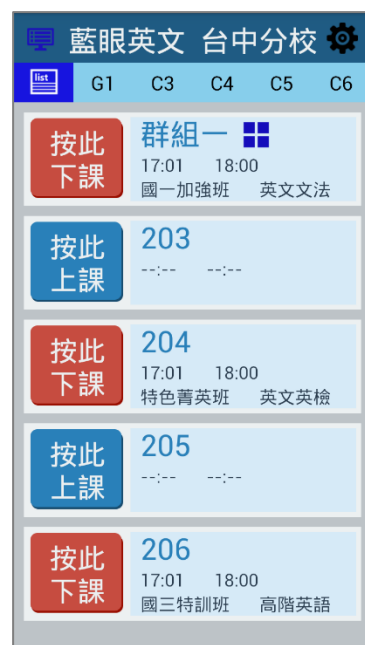 藍眼英文 台中分校
list G1 C3 C4 C5 C6
按此下課
群組一
17:01 18:00
國一加強班 英文文法
按此上課
203
--:-- --:--
按此下課
204
17:01 18:00
特色菁英班 英文英檢
按此上課
205
--:-- --:--
按此下課
206
17:01 18:00
國三特訓班 高階英語